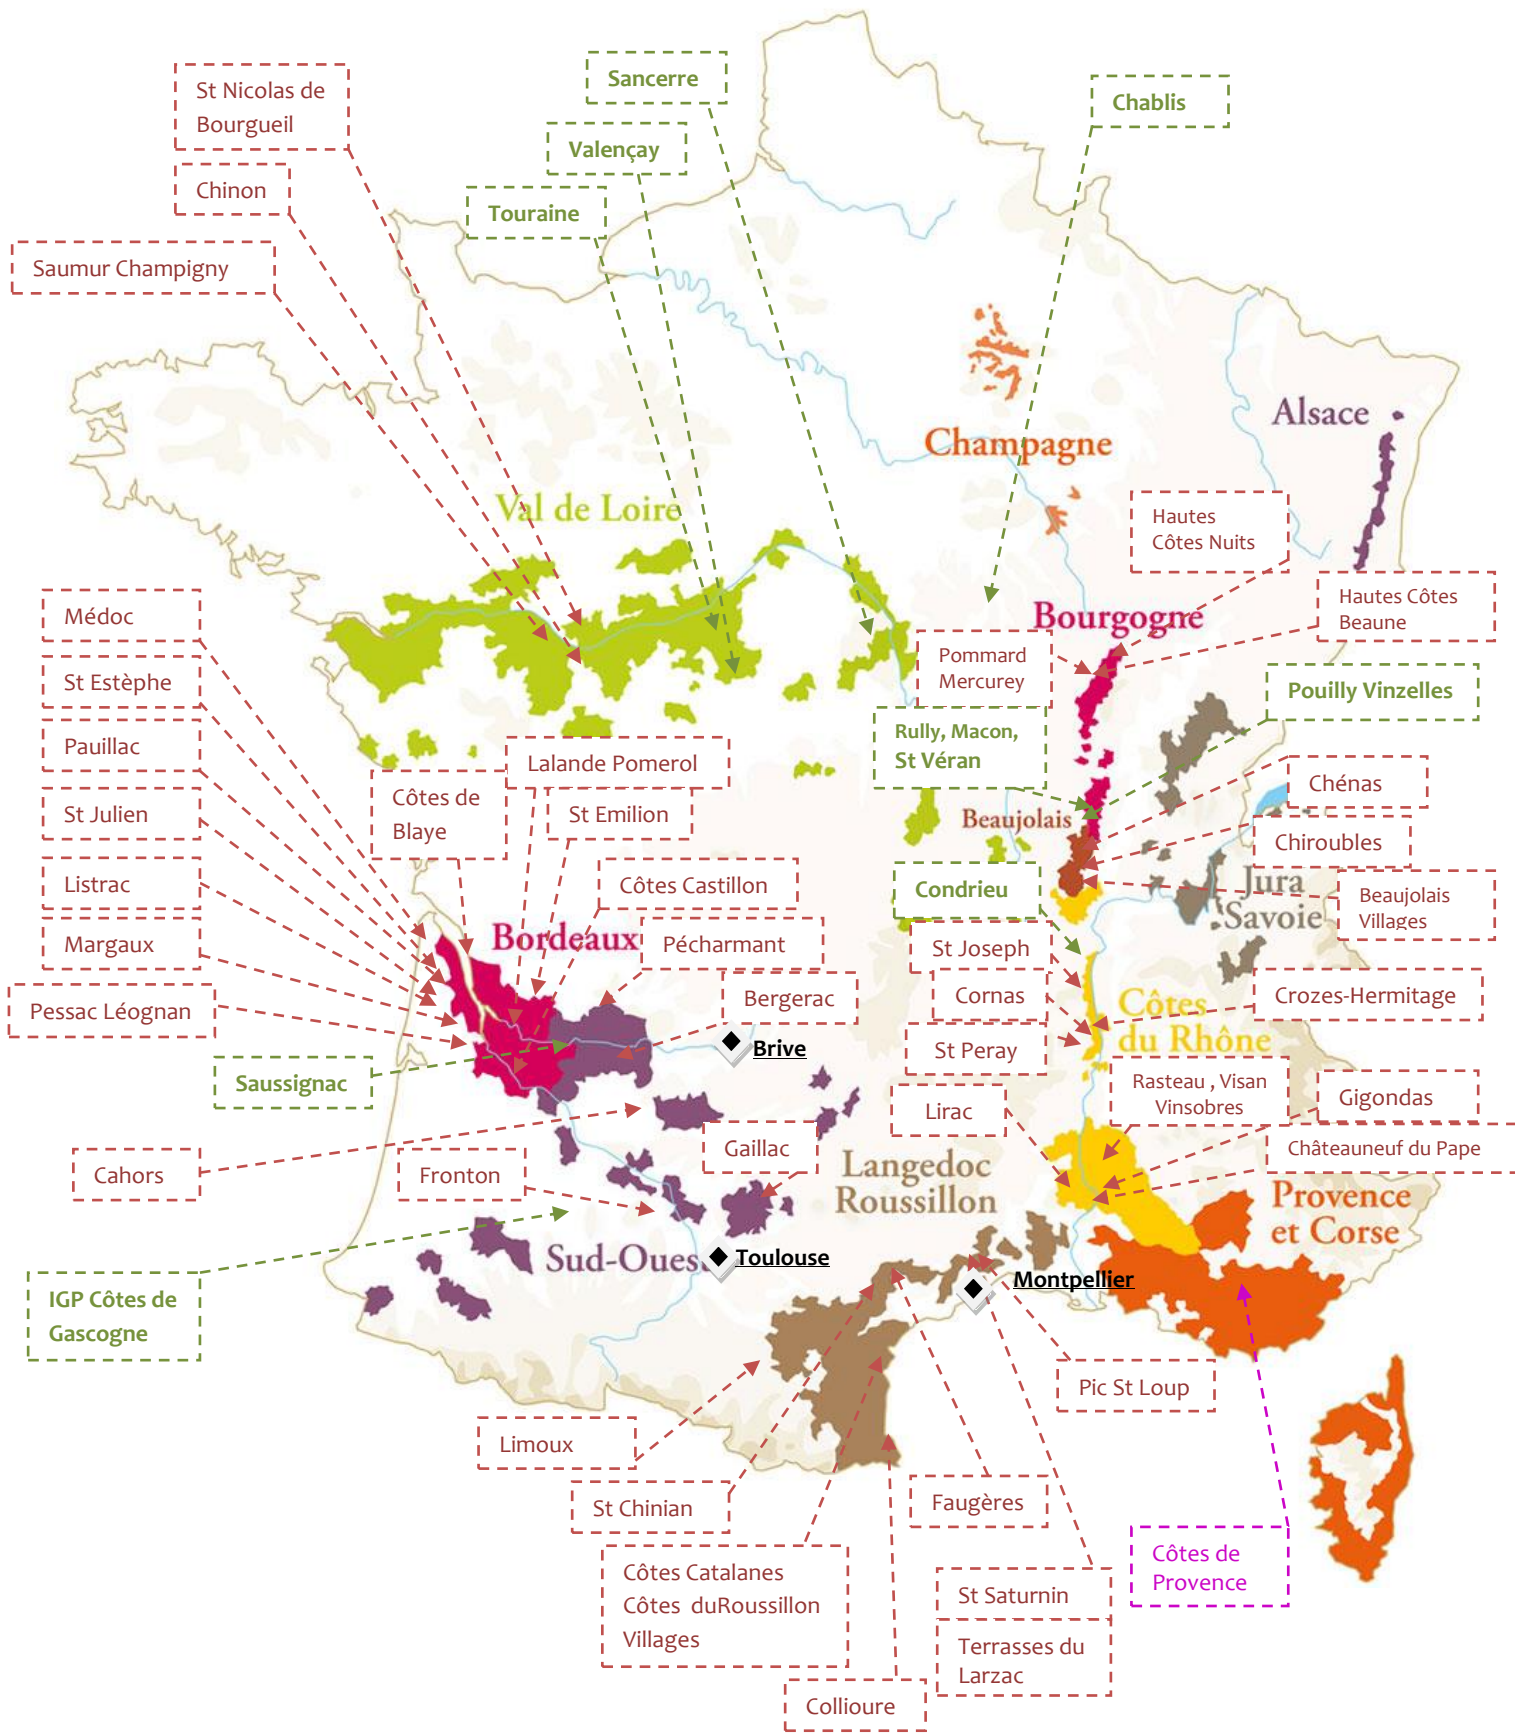 Sancerre
St Nicolas de
Bourgueil
Chablis
Valençay
Chinon
Touraine
Saumur Champigny
Alsace
Champagne
Val de Loire
Hautes
Côtes Nuits
Médoc
Hautes Côtes
Beaune
Bourgogne
Pommard
Mercurey
St Estèphe
Pouilly Vinzelles
Rully, Macon,
St Véran
Pauillac
Lalande Pomerol
Côtes de
Blaye
St Julien
St Emilion
Chénas
Beaujolais
Chiroubles
Listrac
Côtes Castillon
Condrieu
Jura
Savoie
Beaujolais
Villages
Margaux
Bordeaux
Pécharmant
St Joseph
Pessac Léognan
Bergerac
Cornas
Côtes
du Rhône
Crozes-Hermitage
Brive
St Peray
Saussignac
Rasteau , Visan
Vinsobres
Gigondas
Lirac
Cahors
Fronton
Gaillac
Langedoc
Roussillon
Châteauneuf du Pape
Provence
et Corse
Sud-Oues
Toulouse
Montpellier
IGP Côtes de
Gascogne
Pic St Loup
Limoux
St Chinian
Faugères
Côtes de
Provence
Côtes Catalanes
Côtes duRoussillon
Villages
St Saturnin
Terrasses du
Larzac
Collioure